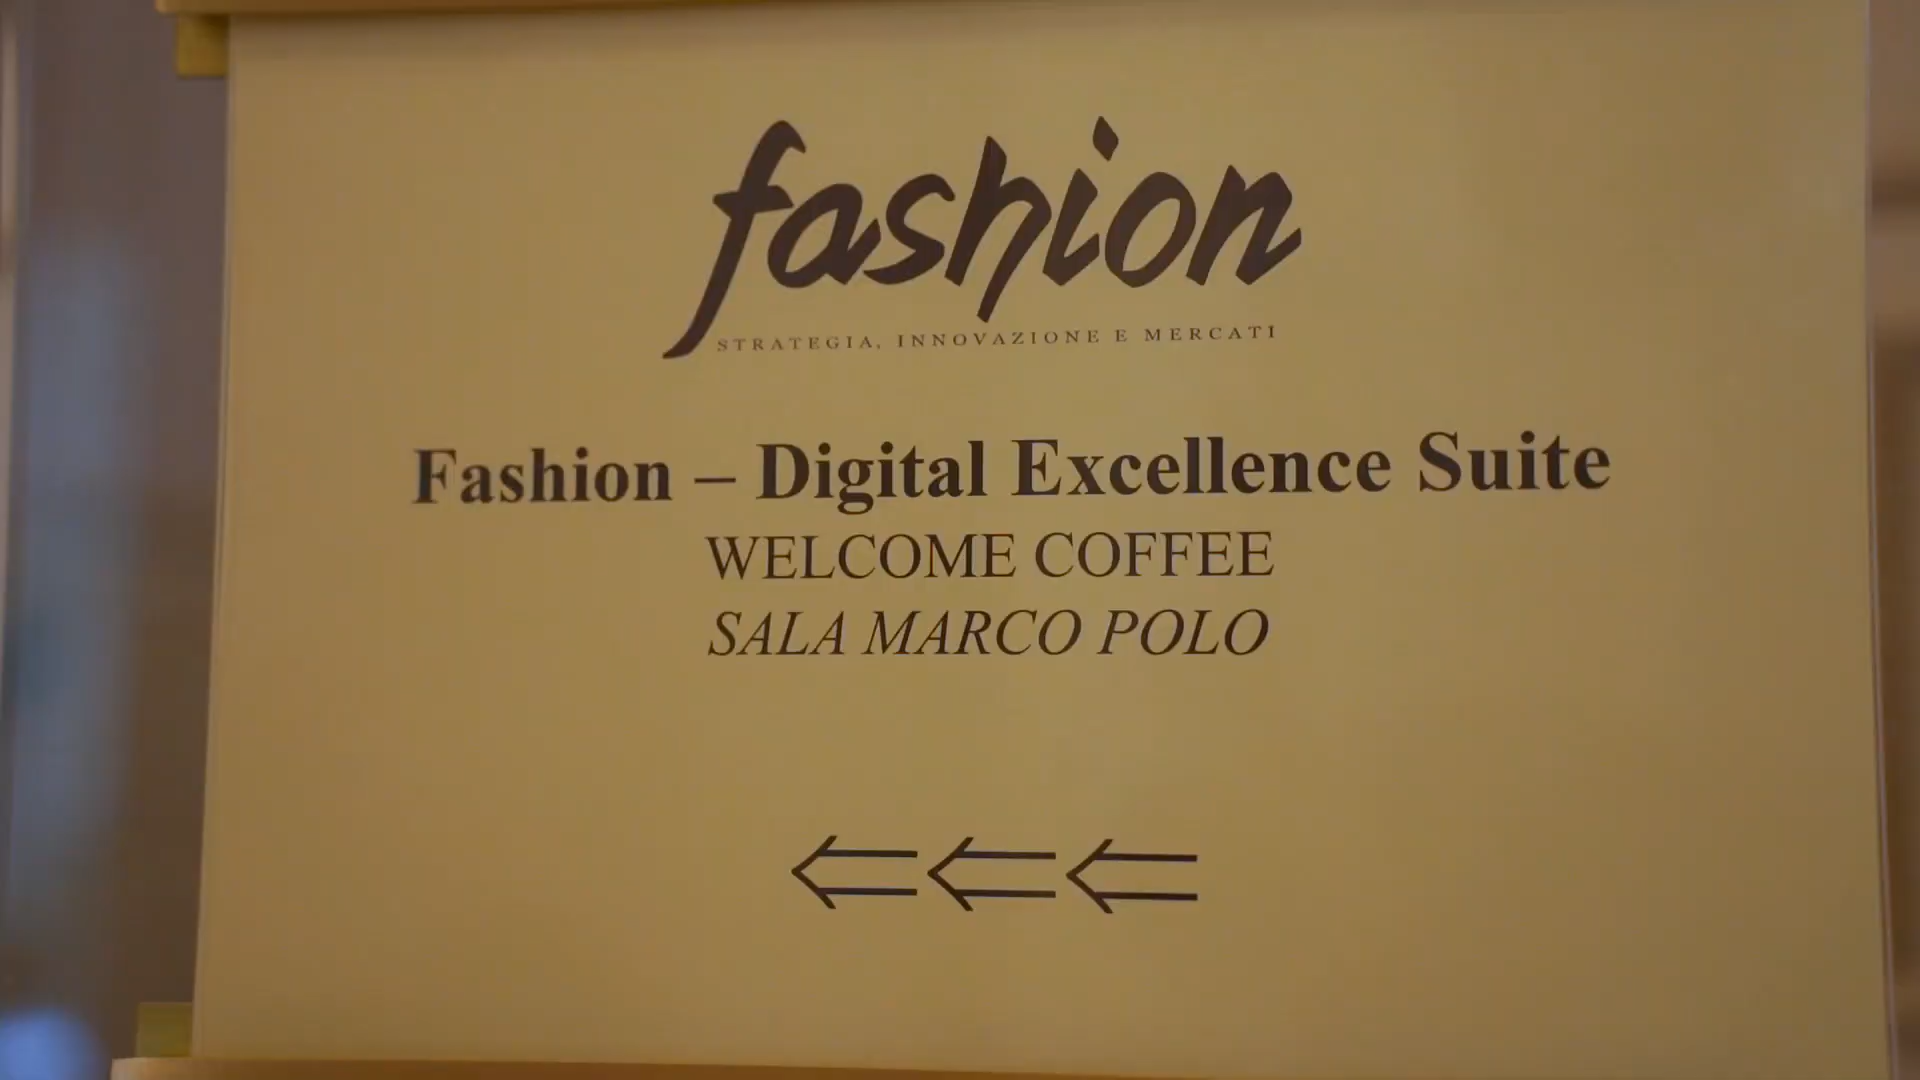 fashion
STRATEGIA, INNOVAZIONE E MERCATI
Fashion – Digital Excellence Suite
WELCOME COFFEE
SALA MARCO POLO
⇐⇐⇐